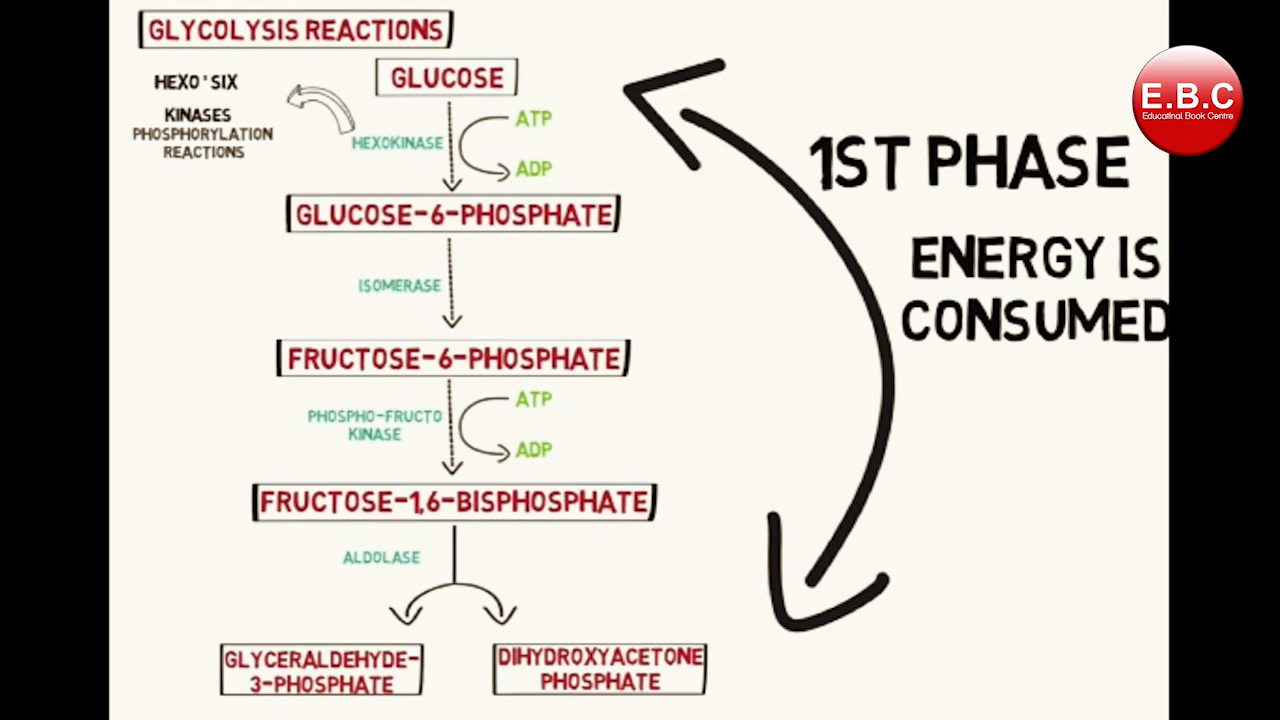 GLYCOLYSIS REACTIONS
HEXO'SIX
KINASES
PHOSPHORYLATION
REACTIONS
GLUCOSE
HEXOKINASE
ATP
ADP
GLUCOSE-6-PHOSPHATE
ISOMERASE
FRUCTOSE-6-PHOSPHATE
PHOSPHO-FRUCTO
KINASE
ATP
ADP
FRUCTOSE-1,6-BISPHOSPHATE
ALDOLASE
GLYCERALDEHYDE-
3-PHOSPHATE
DIHYDROXYACETONE
PHOSPHATE
1ST PHASE
ENERGY IS
CONSUMED
E.B.C
Educatinal Book Centre